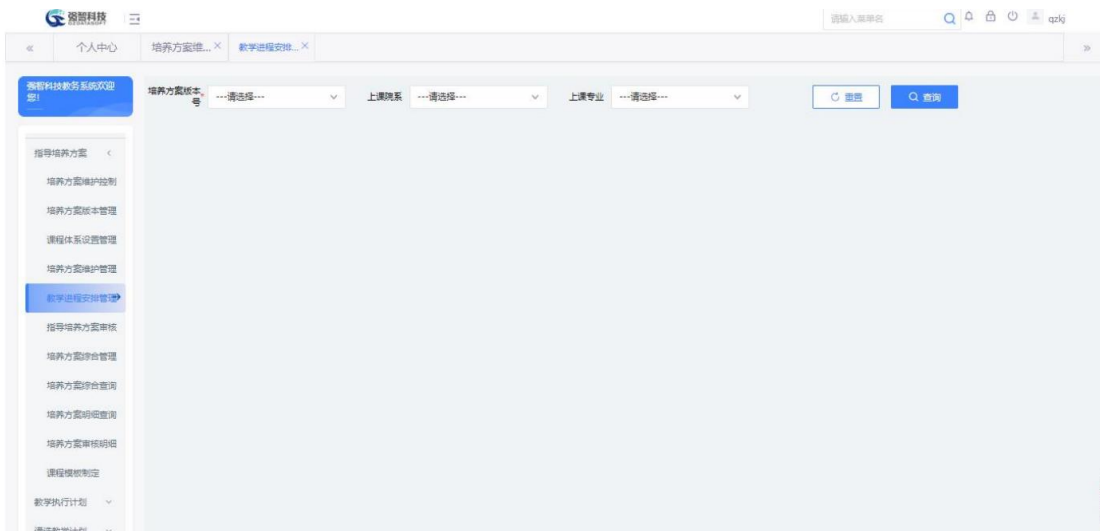 强智科技
请输入菜单名
qzkj
个人中心
培养方案维...
教学进程安排...
强智科技教务系统欢迎
您!
培养方案版本*
号
---请选择---
上课院系
---请选择---
上课专业
---请选择---
重置
查询
指导培养方案
培养方案维护控制
培养方案版本管理
课程体系设置管理
培养方案维护管理
教学进程安排管理
指导培养方案审核
培养方案综合管理
培养方案综合查询
培养方案明细查询
培养方案审核明细
课程模板制定
教学执行计划